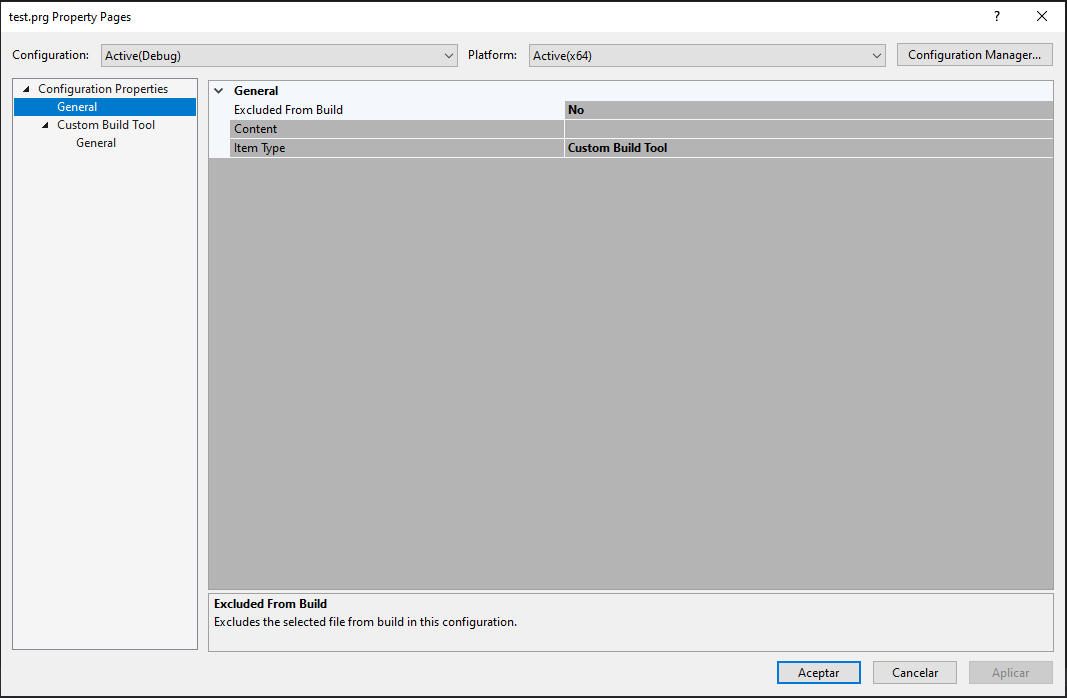 test.prg Property Pages
?
Configuration: Active(Debug) Platform: Active(x64) Configuration Manager...
Configuration Properties
General
Custom Build Tool
General
General
Excluded From Build No
Content
Item Type Custom Build Tool
Excluded From Build
Excludes the selected file from build in this configuration.
Aceptar Cancelar Aplicar